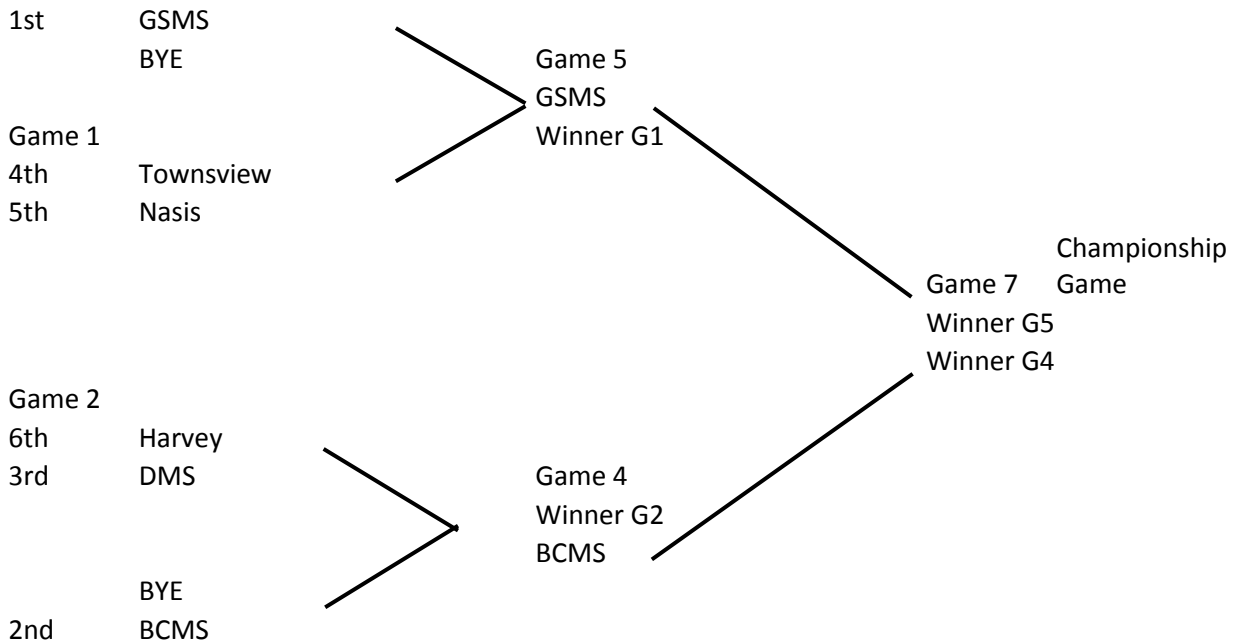 1st GSMS
BYE
Game 5
GSMS
Game 1
Winner G1
4th Townsview
5th Nasis
Championship
Game 7 Game
Winner G5
Winner G4
Game 2
6th Harvey
3rd DMS
Game 4
Winner G2
BCMS
BYE
2nd BCMS